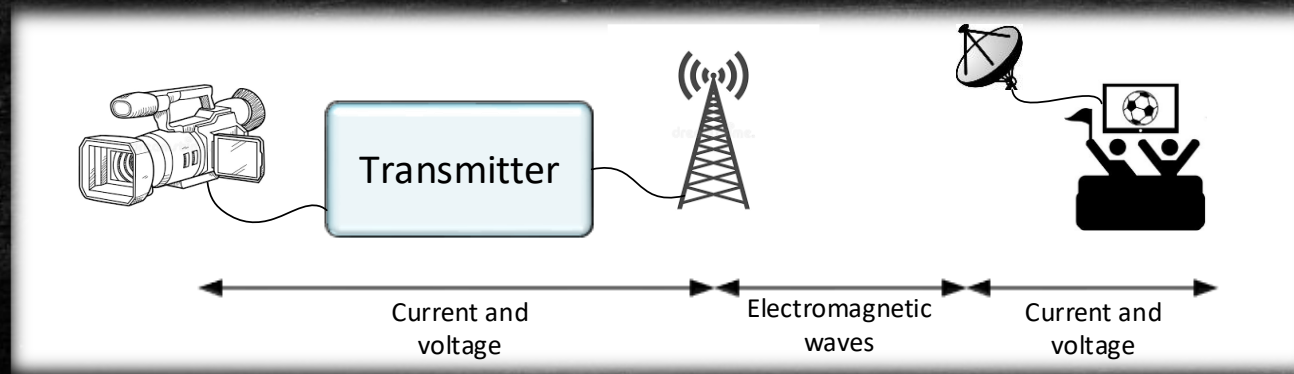 Transmitter
Current and
voltage
Electromagnetic
waves
Current and
voltage